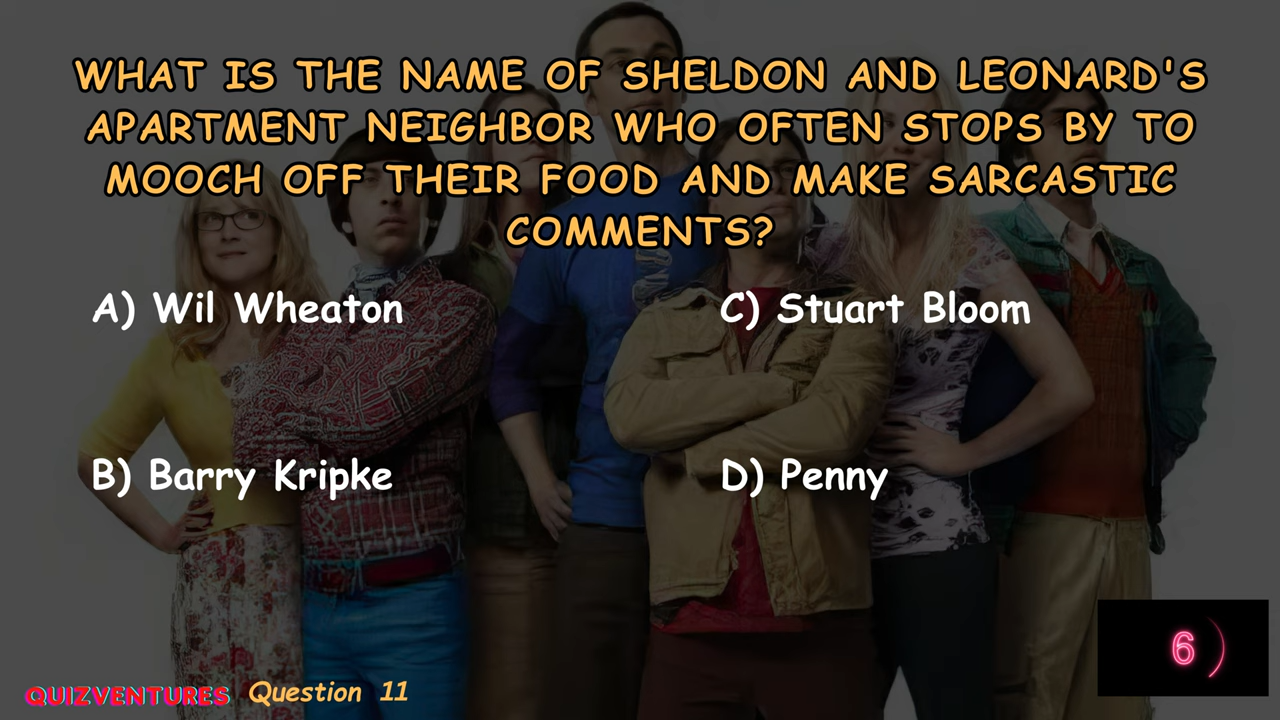 WHAT IS THE NAME OF SHELDON AND LEONARD'S
APARTMENT NEIGHBOR WHO OFTEN STOPS BY TO
MOOCH OFF THEIR FOOD AND MAKE SARCASTIC
COMMENTS?
A) Wil Wheaton
C) Stuart Bloom
B) Barry Kripke
D) Penny
6
QUIZVENTURES Question 11